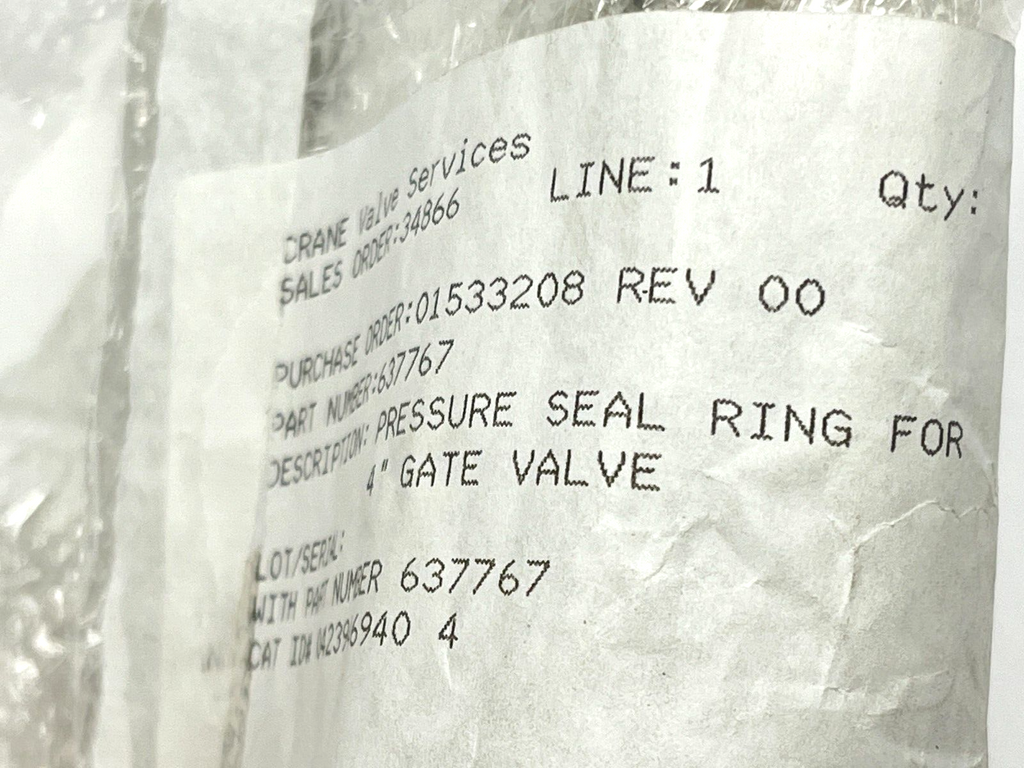 CRANE Valve Services
SALES ORDER:34866 LINE:1 Qty:
PURCHASE ORDER:01533208 REV 00
PART NUMBER:637767
DESCRIPTION: PRESSURE SEAL RING FOR
4" GATE VALVE
LOT/SERIAL:
WITH PART NUMBER 637767
CAT ID# 042396940 4